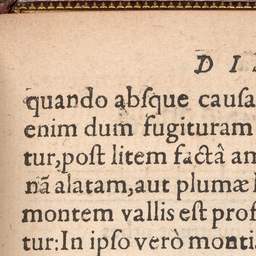 D I
quando abſque cauſa
enim dum fugituram
tur,poſt litem factâ am
nã alatam,aut plumæ
montem vallis eſt prof
tur:In ipſo verò monti